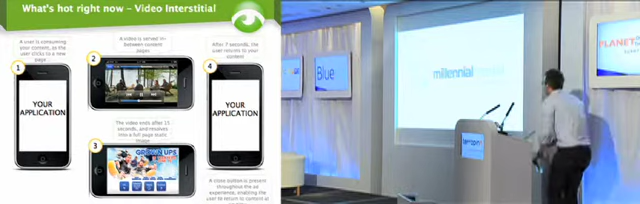 What's hot right now – Video Interstitial
A user is consuming
your content, as the
user clicks to a new
page
1
YOUR
APPLICATION
A video is served in-
between content
pages
2
The video ends after 15
seconds, and resolves
into a full page static
image
3
GROWN UPS
After 7 seconds, the
user returns to your
content
4
YOUR
APPLICATION
A close button is present
throughout the ad
experience, enabling the
user to return to content at
Blue
millennial
PLANET